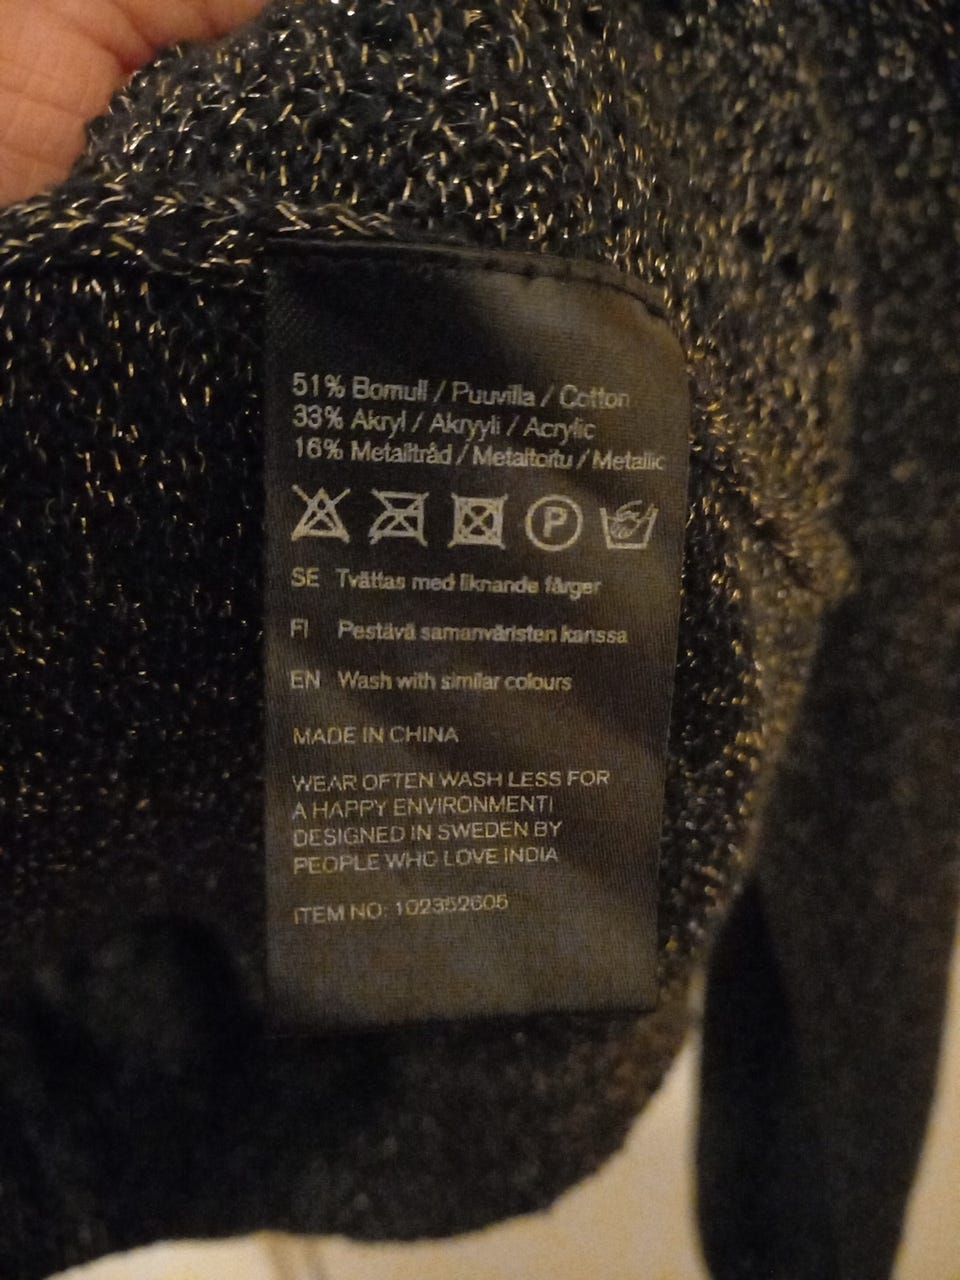 51% Bomull / Puuvilla / Cotton
33% Akryl / Akryyli / Acrylic
16% Metalltråd / Metaltoitu / Metallic
P
SE Tvättas med liknande färger
FI Pestävä samanväristen kanssa
EN Wash with similar colours
MADE IN CHINA
WEAR OFTEN WASH LESS FOR
A HAPPY ENVIRONMENT!
DESIGNED IN SWEDEN BY
PEOPLE WHO LOVE INDIA
ITEM NO: 102352605